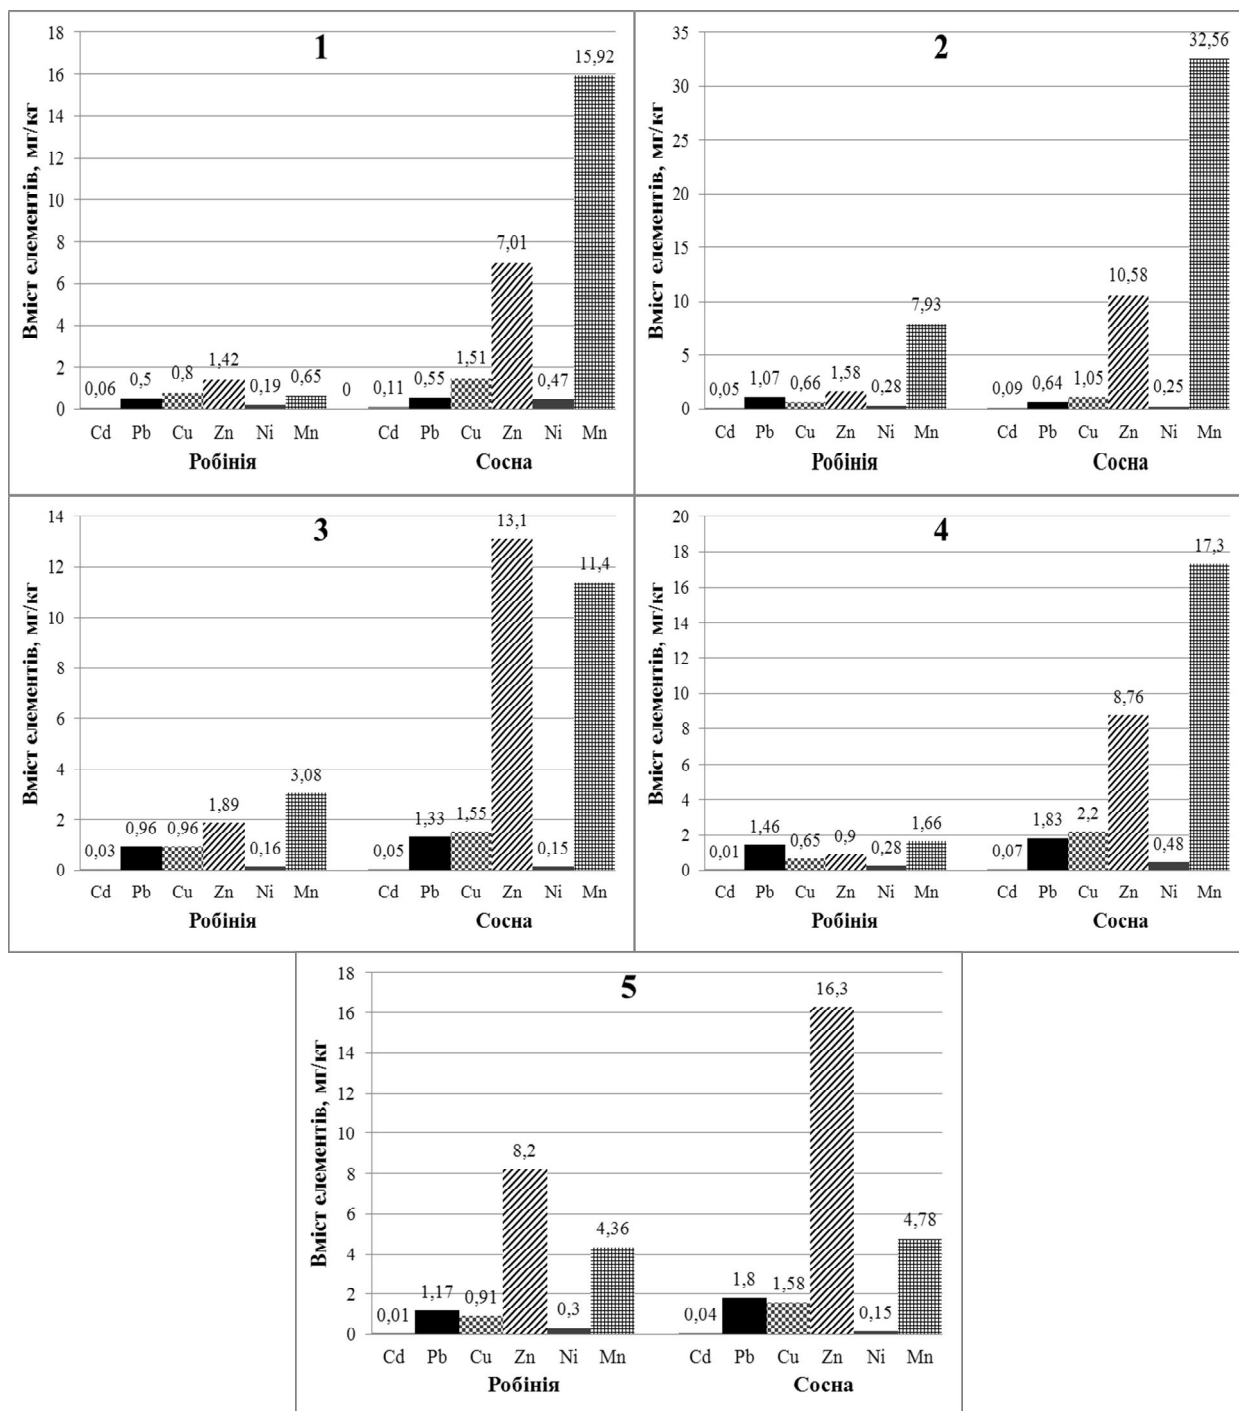 1
Вміст елементів, мг/кг
18
16
14
12
10
8
6
4
2
0
0,06 0,5 0,8 1,42 0,19 0,65 0 0,11 0,55 1,51 7,01 0,47 15,92
Cd Pb Cu Zn Ni Mn Cd Pb Cu Zn Ni Mn
Робінія Сосна
2
Вміст елементів, мг/кг
35
30
25
20
15
10
5
0
0,05 1,07 0,66 1,58 0,28 7,93 0,09 0,64 1,05 10,58 0,25 32,56
Cd Pb Cu Zn Ni Mn Cd Pb Cu Zn Ni Mn
Робінія Сосна
3
Вміст елементів, мг/кг
14
12
10
8
6
4
2
0
0,03 0,96 0,96 1,89 0,16 3,08 0,05 1,33 1,55 13,1 0,15 11,4
Cd Pb Cu Zn Ni Mn Cd Pb Cu Zn Ni Mn
Робінія Сосна
4
Вміст елементів, мг/кг
20
18
16
14
12
10
8
6
4
2
0
0,01 1,46 0,65 0,9 0,28 1,66 0,07 1,83 2,2 8,76 0,48 17,3
Cd Pb Cu Zn Ni Mn Cd Pb Cu Zn Ni Mn
Робінія Сосна
5
Вміст елементів, мг/кг
18
16
14
12
10
8
6
4
2
0
0,01 1,17 0,91 8,2 0,3 4,36 0,04 1,8 1,58 16,3 0,15 4,78
Cd Pb Cu Zn Ni Mn Cd Pb Cu Zn Ni Mn
Робінія Сосна